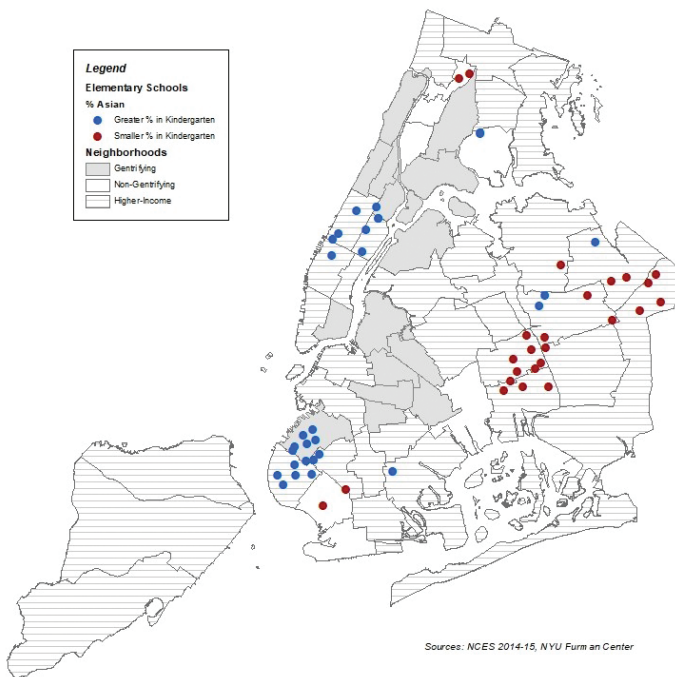 Legend
Elementary Schools
% Asian
Greater % in Kindergarten
Smaller % in Kindergarten
Neighborhoods
Gentrifying
Non-Gentrifying
Higher-Income
Sources: NCES 2014-15, NYU Furman Center